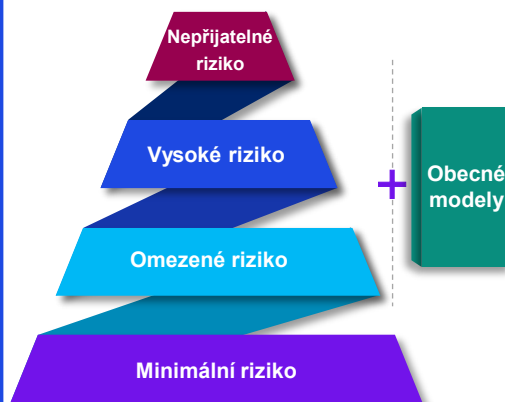 Nepřijatelné
riziko
Vysoké riziko
Omezené riziko
Minimální riziko
+
Obecné
modely